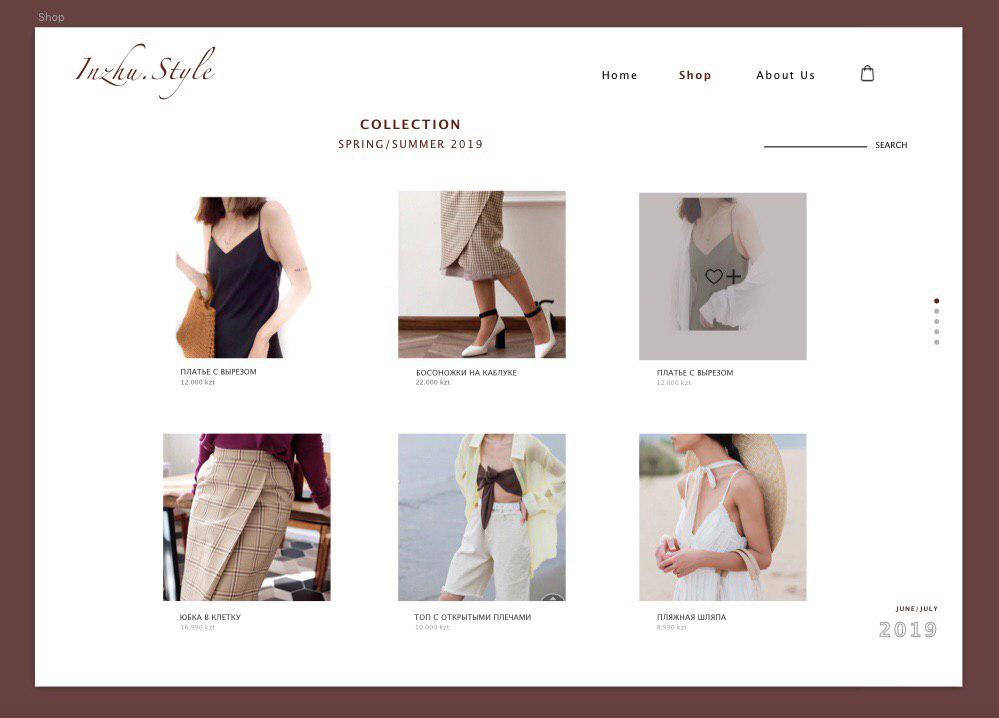 Shop
Inzhu.Style
Home
Shop
About Us
COLLECTION
SPRING/SUMMER 2019
SEARCH
ПЛАТЬЕ С ВЫРЕЗОМ
12.000 kzt
БОСОНОЖКИ НА КАБЛУКЕ
22.000 kzt
ПЛАТЬЕ С ВЫРЕЗОМ
12.000 kzt
ЮБКА В КЛЕТКУ
16.990 kzt
ТОП С ОТКРЫТЫМИ ПЛЕЧАМИ
10.000 kzt
ПЛЯЖНАЯ ШЛЯПА
8.990 kzt
JUNE/JULY
2019